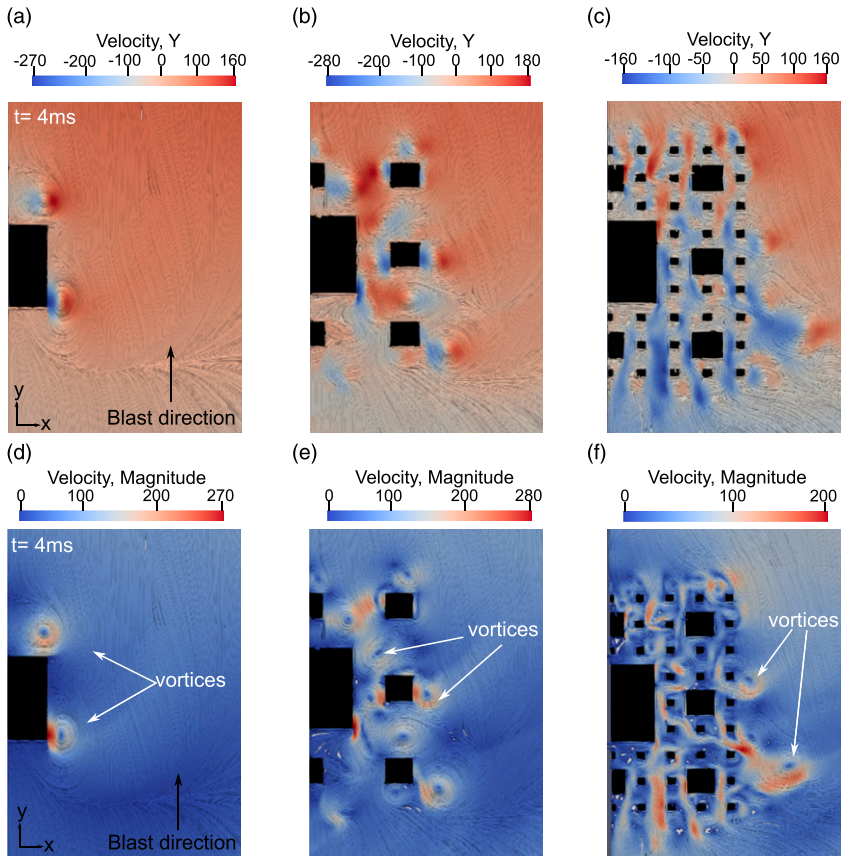 (a)
Velocity, Y
-270 -200 -100 0 100 160
t= 4ms
y
x
Blast direction
(b)
Velocity, Y
-280 -200 -100 0 100 180
(c)
Velocity, Y
-160 -100 -50 0 50 100 160
(d)
Velocity, Magnitude
0 100 200 270
t= 4ms
vortices
y
x
Blast direction
(e)
Velocity, Magnitude
0 100 200 280
vortices
(f)
Velocity, Magnitude
0 100 200
vortices